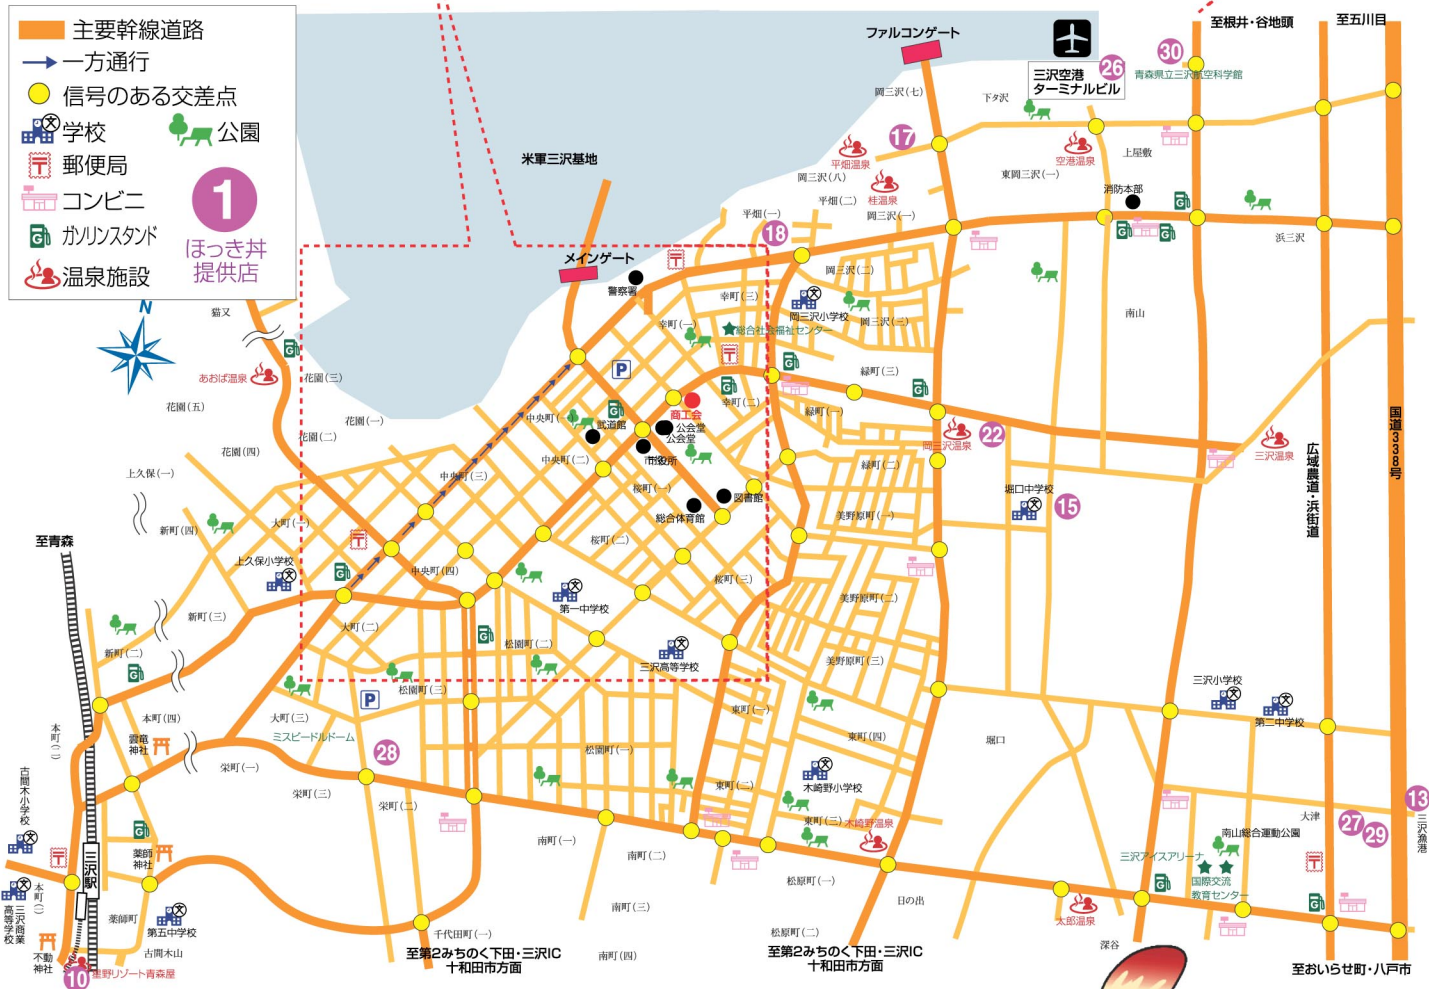 主要幹線道路
一方通行
信号のある交差点
学校
公園
郵便局
コンビニ
ガソリンスタンド
温泉施設
1
ほっき丼
提供店
N
ファルコンゲート
至根井・谷地頭
至五川目
30
26
三沢空港
ターミナルビル
青森県立三沢航空科学館
岡三沢(七)
下タ沢
17
平畑温泉
空港温泉
上屋敷
米軍三沢基地
岡三沢(八)
桂温泉
東岡三沢(一)
消防本部
平畑(二)
平畑(一)
岡三沢(一)
18
浜三沢
メインゲート
警察署
岡三沢(二)
幸町(三)
猫又
岡三沢小学校
岡三沢(三)
南山
幸町(一)
総合社会福祉センター
P
あおば温泉
花園(三)
緑町(三)
花園(五)
花園(一)
幸町(二)
商工会
緑町(一)
中央町(一)
武道館
公会堂
公会堂
岡三沢温泉
22
国道338号
花園(二)
花園(四)
中央町(二)
市役所
三沢温泉
広域農道・浜街道
上久保(一)
中央町(三)
緑町(二)
桜町(一)
図書館
堀口中学校
15
総合体育館
美野原町(一)
新町(四)
大町(一)
桜町(二)
至青森
上久保小学校
中央町(四)
桜町(三)
第一中学校
美野原町(二)
新町(三)
大町(二)
松園町(二)
新町(二)
三沢高等学校
美野原町(三)
三沢小学校
松園町(三)
P
第二中学校
本町(四)
大町(三)
東町(一)
本町(二)
雲竜
神社
ミスビードルドーム
28
松園町(一)
東町(四)
堀口
栄町(一)
古間木小学校
栄町(三)
栄町(二)
東町(二)
木崎野小学校
13
三沢漁港
東町(三)
木崎野温泉
大津
27
29
南町(一)
南町(二)
南山総合運動公園
三沢アイスアリーナ
国際交流
教育センター
三沢駅
薬師
神社
松原町(一)
本町(一)
三沢商業
高等学校
薬師町
第五中学校
南町(三)
日の出
太郎温泉
千代田町(一)
松原町(二)
不動
神社
古間木山
南町(四)
深谷
星野リゾート青森屋
10
至第2みちのく下田・三沢IC
十和田市方面
至第2みちのく下田・三沢IC
十和田市方面
至おいらせ町・八戸市